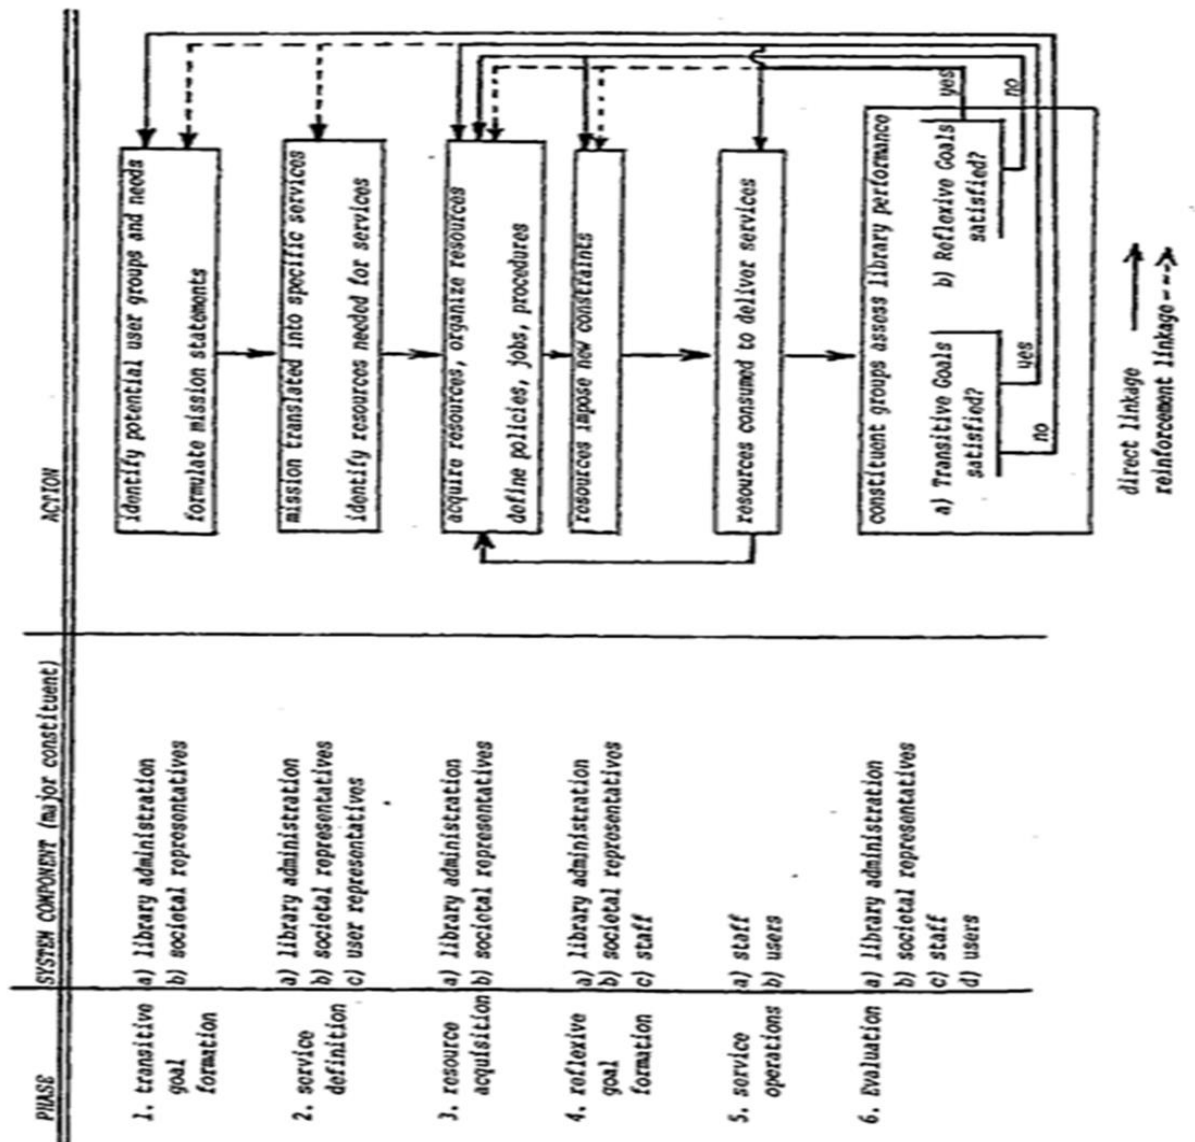 PHASE
SYSTEM COMPONENT (major constituent)
ACTION
1. transitive
goal
formation
a) library administration
b) societal representatives
identify potential user groups and needs
formulate mission statements
2. service
definition
a) library administration
b) societal representatives
c) user representatives
mission translated into specific services
identify resources needed for services
3. resource
acquisition
a) library administration
b) societal representatives
acquire resources, organize resources
define policies, jobs, procedures
4. reflexive
goal
formation
a) library administration
b) societal representatives
c) staff
resources impose new constraints
5. service
operations
a) staff
b) users
resources consumed to deliver services
6. Evaluation
a) library administration
b) societal representatives
c) staff
d) users
constituent groups assess library performance
a) Transitive Goals
satisfied?
no
yes
b) Reflexive Goals
satisfied?
yes
no
direct linkage
reinforcement linkage